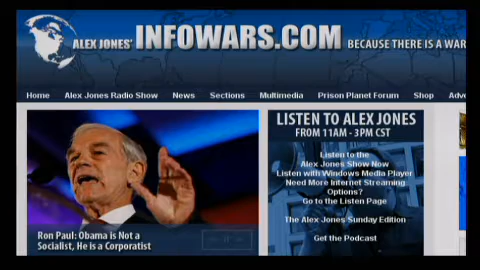 ALEX JONES' INFOWARS.COM BECAUSE THERE IS A WAR
Home Alex Jones Radio Show News Sections Multimedia Prison Planet Forum Shop Adve
LISTEN TO ALEX JONES
FROM 11AM - 3PM CST
Listen to the
Alex Jones Show Now
Listen with Windows Media Player
Need More Internet Streaming
Options?
Go to the Listen Page
The Alex Jones Sunday Edition
Get the Podcast
Ron Paul: Obama is Not a
Socialist, He is a Corporatist